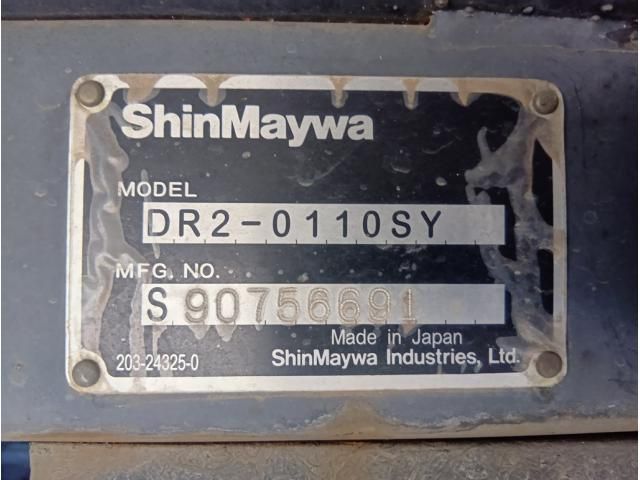 ShinMaywa
MODEL
DR2-0110SY
MFG. NO.
S 90756691
Made in Japan
203-24325-0 ShinMaywa Industries, Ltd.